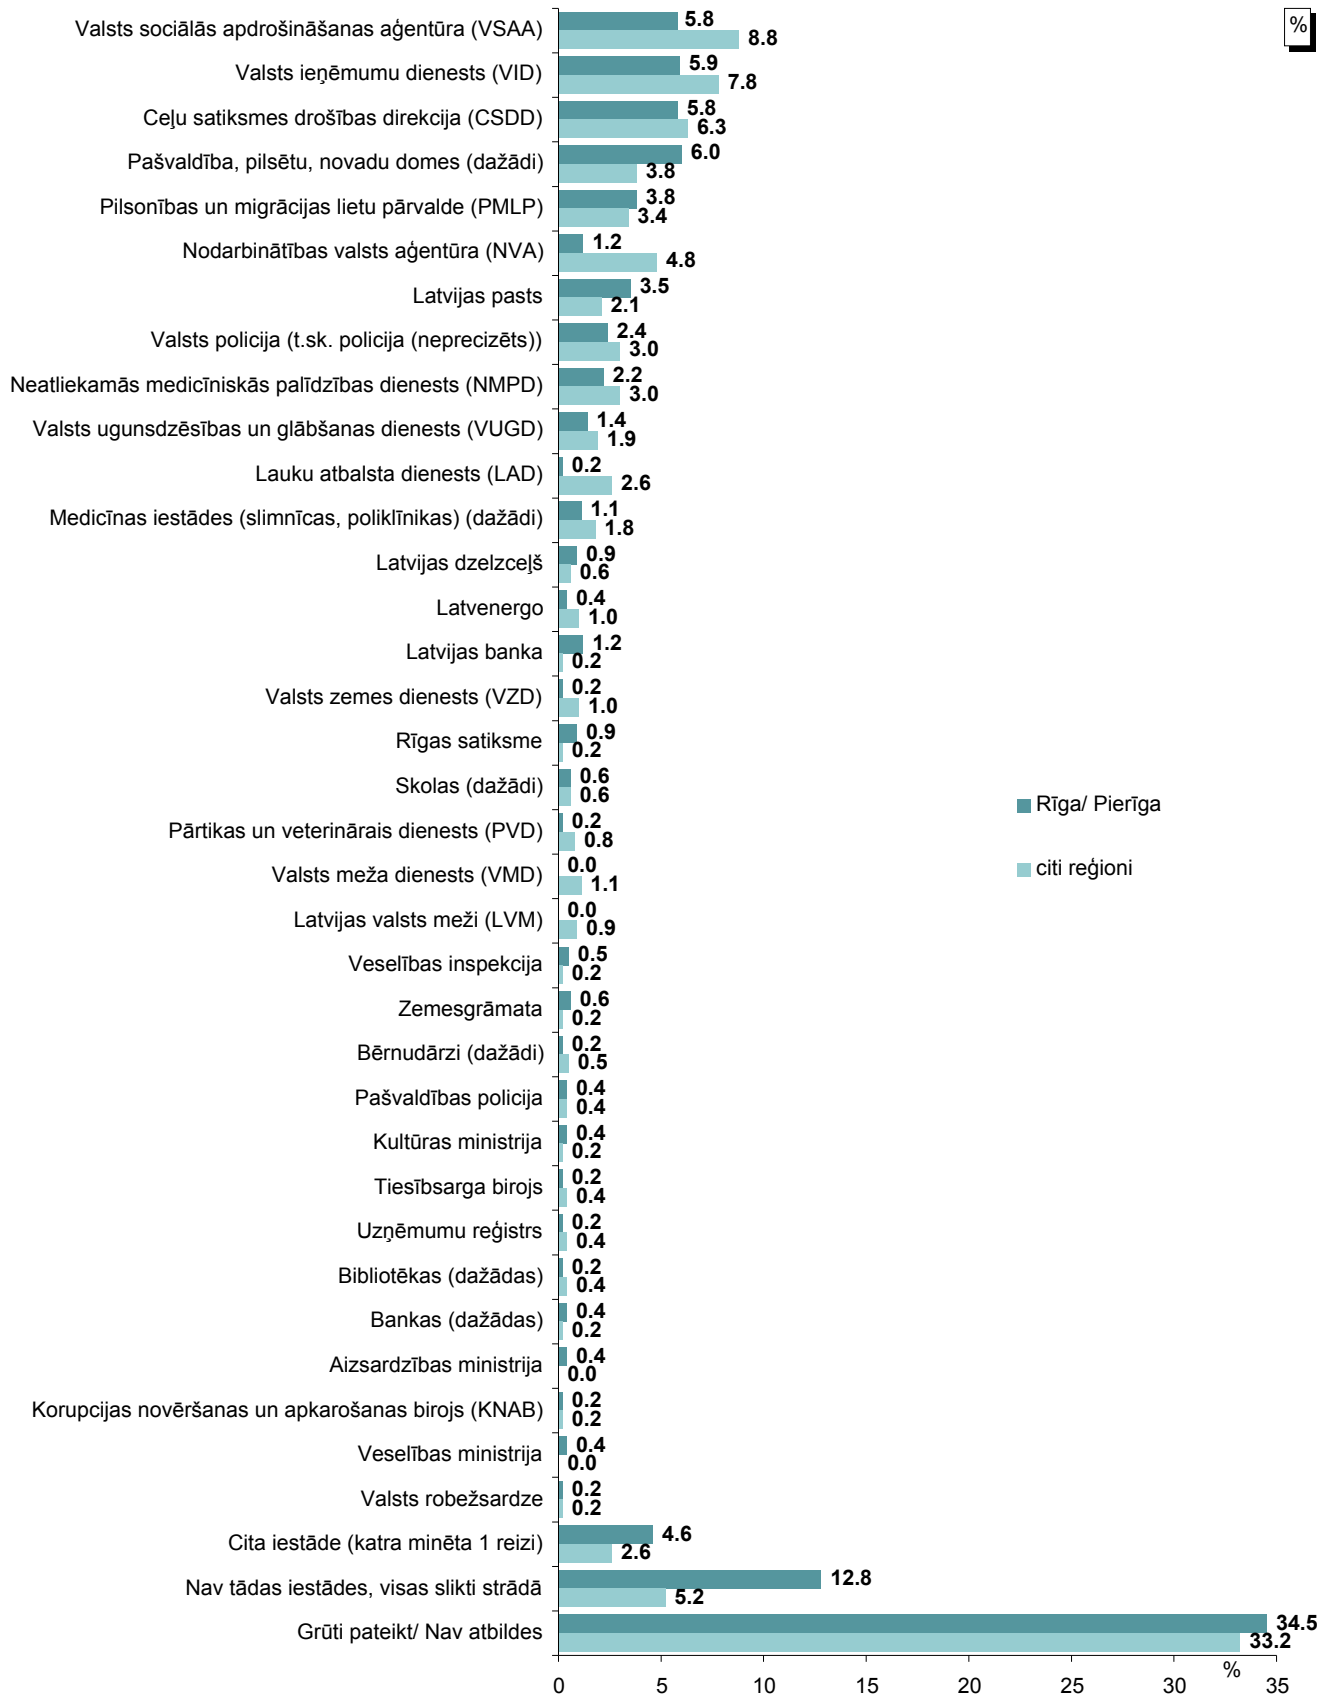 %
Valsts sociālās apdrošināšanas aģentūra (VSAA) 5.8
8.8
Valsts ieņēmumu dienests (VID) 5.9
7.8
Ceļu satiksmes drošības direkcija (CSDD) 5.8
6.3
Pašvaldība, pilsētu, novadu domes (dažādi) 6.0
3.8
Pilsonības un migrācijas lietu pārvalde (PMLP) 3.8
3.4
Nodarbinātības valsts aģentūra (NVA) 1.2
4.8
Latvijas pasts 3.5
2.1
Valsts policija (t.sk. policija (neprecizēts)) 2.4
3.0
Neatliekamās medicīniskās palīdzības dienests (NMPD) 2.2
3.0
Valsts ugunsdzēsības un glābšanas dienests (VUGD) 1.4
1.9
Lauku atbalsta dienests (LAD) 0.2
2.6
Medicīnas iestādes (slimnīcas, poliklīnikas) (dažādi) 1.1
1.8
Latvijas dzelzceļš 0.9
0.6
Latvenergo 0.4
1.0
Latvijas banka 1.2
0.2
Valsts zemes dienests (VZD) 0.2
1.0
Rīgas satiksme 0.9
0.2
Skolas (dažādi) 0.6
0.6
Rīga/ Pierīga
Pārtikas un veterinārais dienests (PVD) 0.2
0.8
citi reģioni
Valsts meža dienests (VMD) 0.0
1.1
Latvijas valsts meži (LVM) 0.0
0.9
Veselības inspekcija 0.5
0.2
Zemesgrāmata 0.6
0.2
Bērnudārzi (dažādi) 0.2
0.5
Pašvaldības policija 0.4
0.4
Kultūras ministrija 0.4
0.2
Tiesībsarga birojs 0.2
0.4
Uzņēmumu reģistrs 0.2
0.4
Bibliotēkas (dažādas) 0.2
0.4
Bankas (dažādas) 0.4
0.2
Aizsardzības ministrija 0.4
0.0
Korupcijas novēršanas un apkarošanas birojs (KNAB) 0.2
0.2
Veselības ministrija 0.4
0.0
Valsts robežsardze 0.2
0.2
Cita iestāde (katra minēta 1 reizi) 4.6
2.6
Nav tādas iestādes, visas slikti strādā 12.8
5.2
Grūti pateikt/ Nav atbildes 34.5
33.2
%
0 5 10 15 20 25 30 35